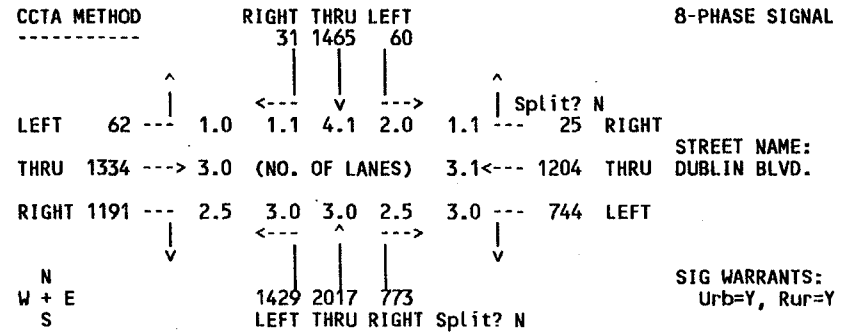 CCTA METHOD RIGHT THRU LEFT 8-PHASE SIGNAL
----------- 31 1465 60
^ ^
<--- v ---> Split? N
LEFT 62 --- 1.0 1.1 4.1 2.0 1.1 --- 25 RIGHT
STREET NAME:
THRU 1334 ---> 3.0 (NO. OF LANES) 3.1<--- 1204 THRU DUBLIN BLVD.
RIGHT 1191 --- 2.5 3.0 3.0 2.5 3.0 --- 744 LEFT
<--- ^ --->
v v
N SIG WARRANTS:
W + E 1429 2017 773 Urb=Y, Rur=Y
S LEFT THRU RIGHT Split? N